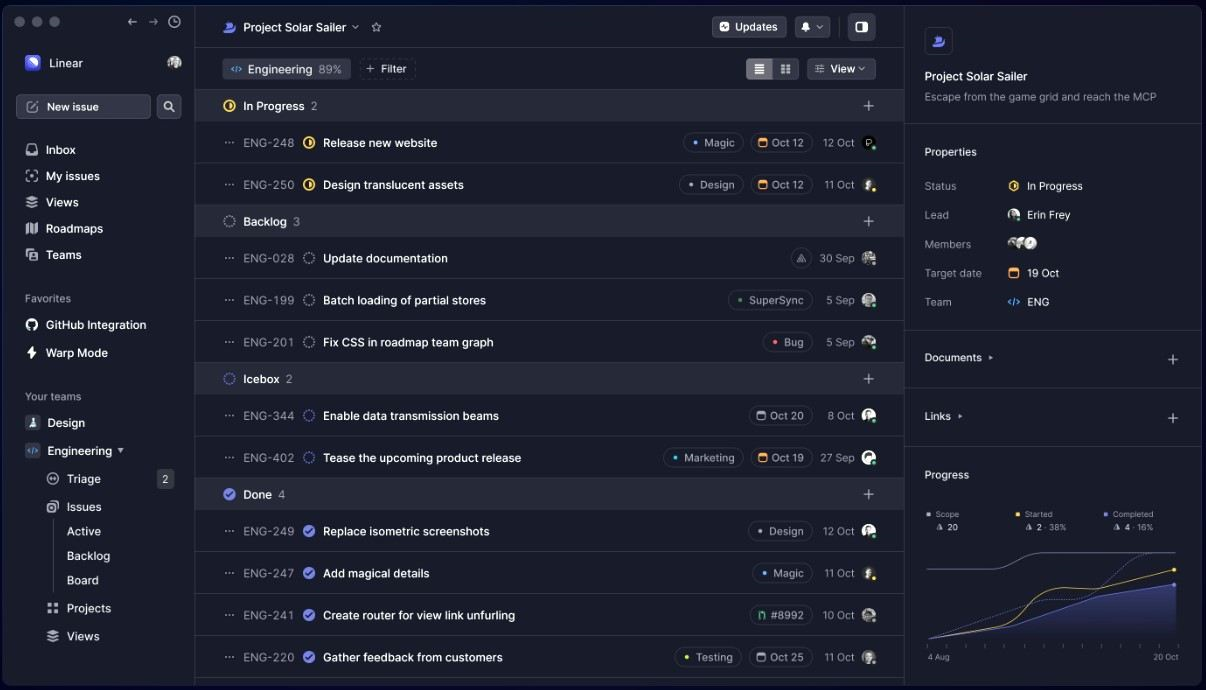 Linear
New issue
Inbox
My issues
Views
Roadmaps
Teams
Favorites
GitHub Integration
Warp Mode
Your teams
Design
Engineering
Triage 2
Issues
Active
Backlog
Board
Projects
Views
Project Solar Sailer
Updates
Engineering 89%
Filter
View
In Progress 2
ENG-248 Release new website Magic Oct 12 12 Oct
ENG-250 Design translucent assets Design Oct 12 11 Oct
Backlog 3
ENG-028 Update documentation 30 Sep
ENG-199 Batch loading of partial stores SuperSync 5 Sep
ENG-201 Fix CSS in roadmap team graph Bug 5 Sep
Icebox 2
ENG-344 Enable data transmission beams Oct 20 8 Oct
ENG-402 Tease the upcoming product release Marketing Oct 19 27 Sep
Done 4
ENG-249 Replace isometric screenshots Design 12 Oct
ENG-247 Add magical details Magic 11 Oct
ENG-241 Create router for view link unfurling #8992 10 Oct
ENG-220 Gather feedback from customers Testing Oct 25 11 Oct
Project Solar Sailer
Escape from the game grid and reach the MCP
Properties
Status In Progress
Lead Erin Frey
Members
Target date 19 Oct
Team ENG
Documents
Links
Progress
Scope Started Completed
20 2 · 38% 4 · 16%
4 Aug 20 Oct